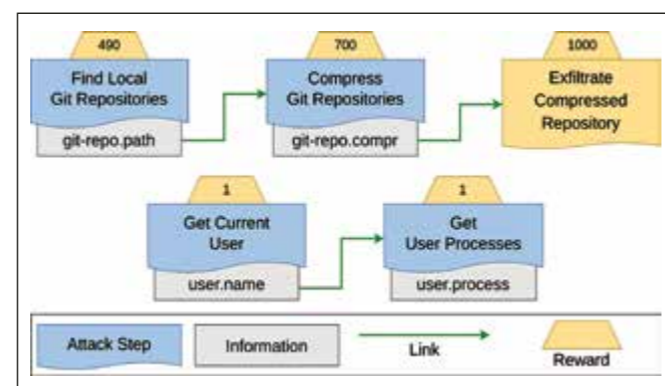 490
700
1000
Find Local
Git Repositories
Compress
Git Repositories
Exfiltrate
Compressed
Repository
git-repo.path
git-repo.compr
1
1
Get Current
User
Get
User Processes
user.name
user.process
Attack Step
Information
Link
Reward